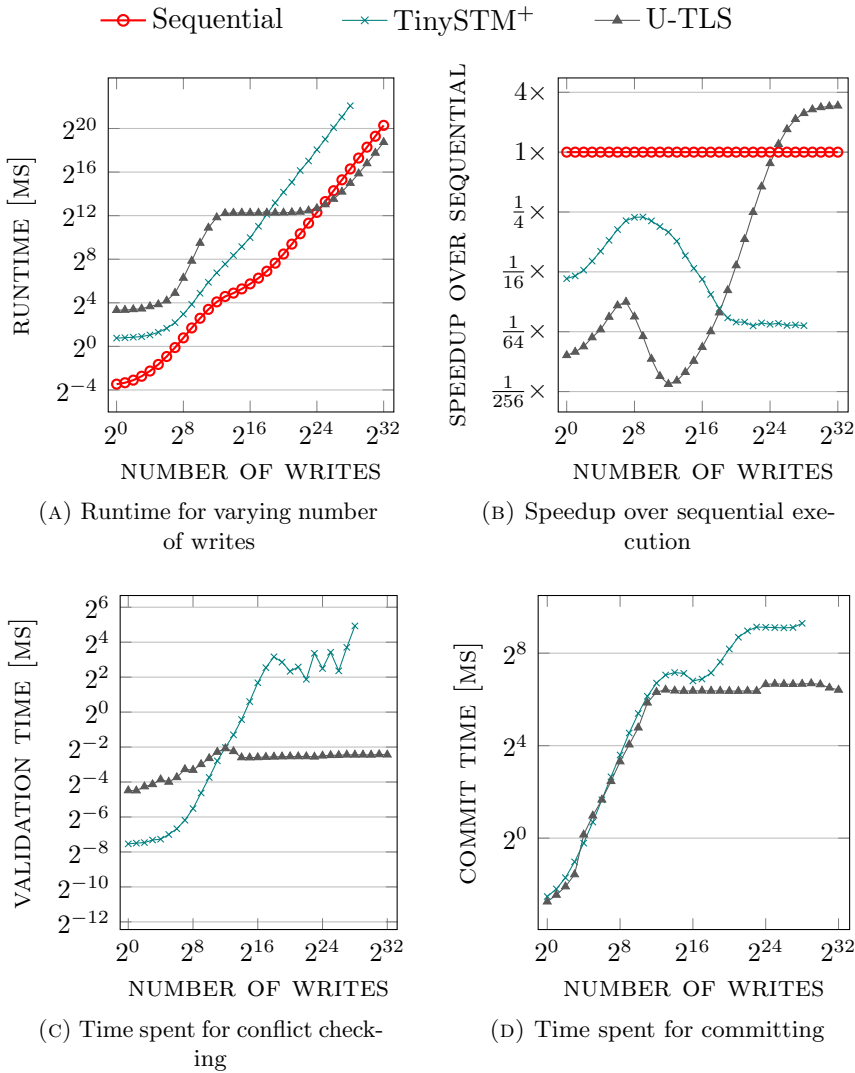 Sequential TinySTM+ U-TLS
2^20
2^16
2^12
2^8
2^4
2^0
2^−4
RUNTIME [MS]
2^0 2^8 2^16 2^24 2^32
NUMBER OF WRITES
(A) Runtime for varying number
of writes
4×
1×
1/4×
1/16×
1/64×
1/256×
SPEEDUP OVER SEQUENTIAL
2^0 2^8 2^16 2^24 2^32
NUMBER OF WRITES
(B) Speedup over sequential exe-
cution
2^6
2^4
2^2
2^0
2^−2
2^−4
2^−6
2^−8
2^−10
2^−12
VALIDATION TIME [MS]
2^0 2^8 2^16 2^24 2^32
NUMBER OF WRITES
(C) Time spent for conflict check-
ing
2^8
2^4
2^0
COMMIT TIME [MS]
2^0 2^8 2^16 2^24 2^32
NUMBER OF WRITES
(D) Time spent for committing